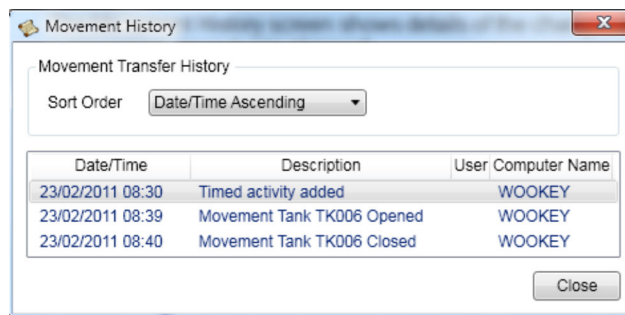 Movement History
Movement Transfer History
Sort Order Date/Time Ascending
Date/Time Description User Computer Name
23/02/2011 08:30 Timed activity added WOOKEY
23/02/2011 08:39 Movement Tank TK006 Opened WOOKEY
23/02/2011 08:40 Movement Tank TK006 Closed WOOKEY
Close